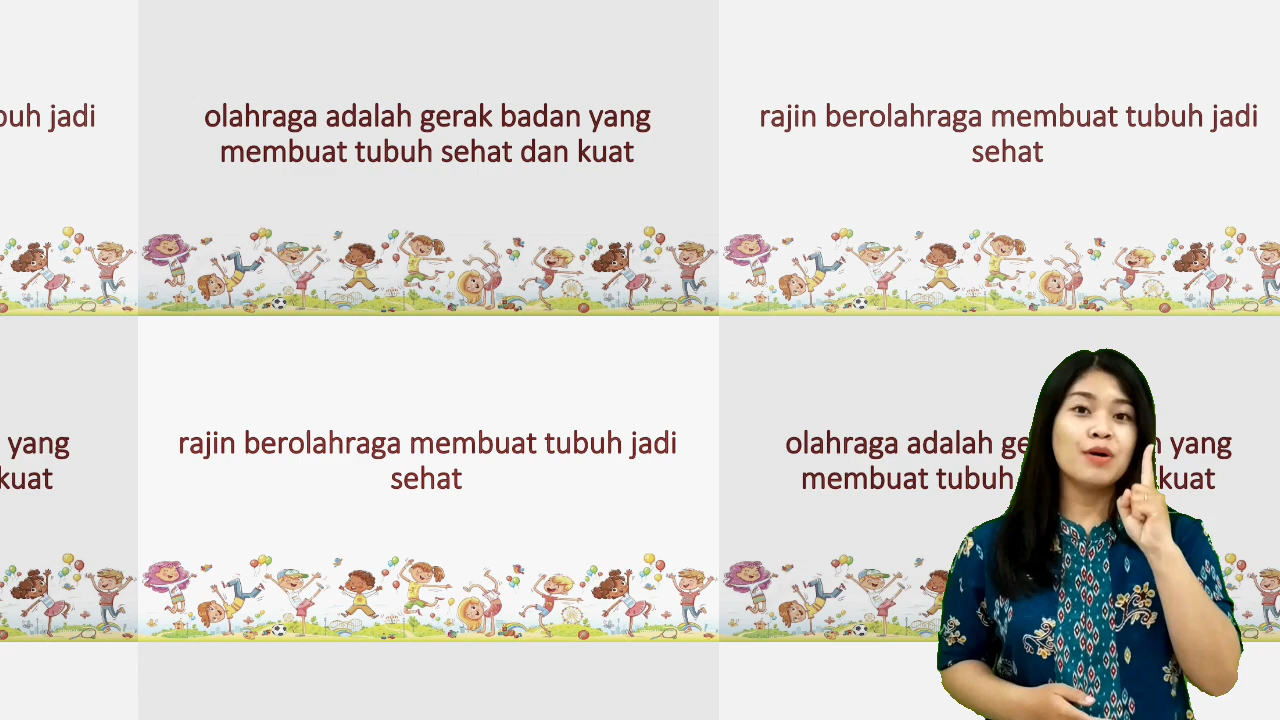 buh jadi
olahraga adalah gerak badan yang
membuat tubuh sehat dan kuat
rajin berolahraga membuat tubuh jadi
sehat
yang
kuat
rajin berolahraga membuat tubuh jadi
sehat
olahraga adalah ge n yang
membuat tubuh kuat